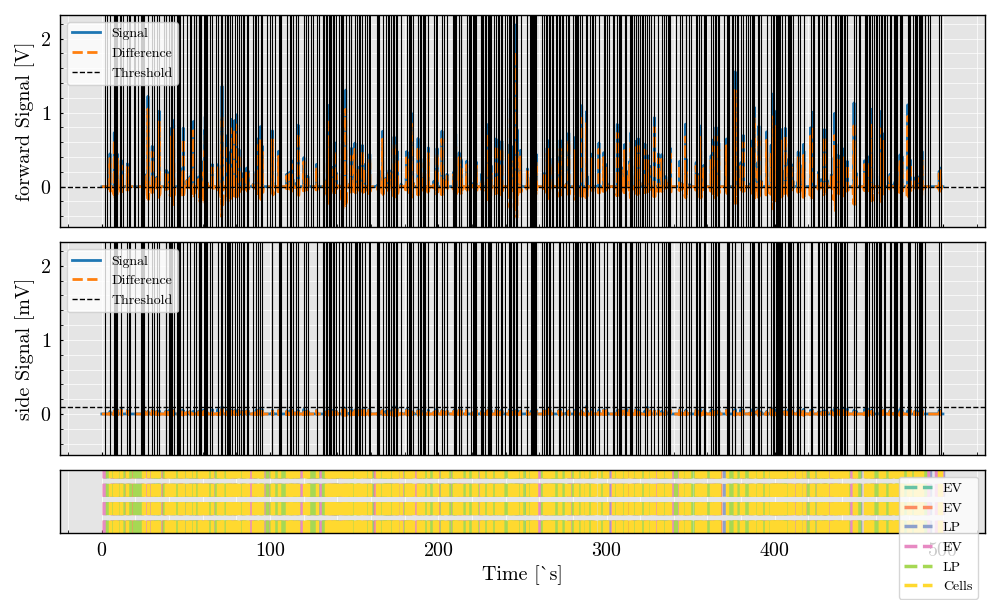 forward Signal [V]
2
1
0
Signal
Difference
Threshold
side Signal [mV]
2
1
0
Signal
Difference
Threshold
0
100
200
300
400
500
Time [`s]
EV
EV
LP
EV
LP
Cells